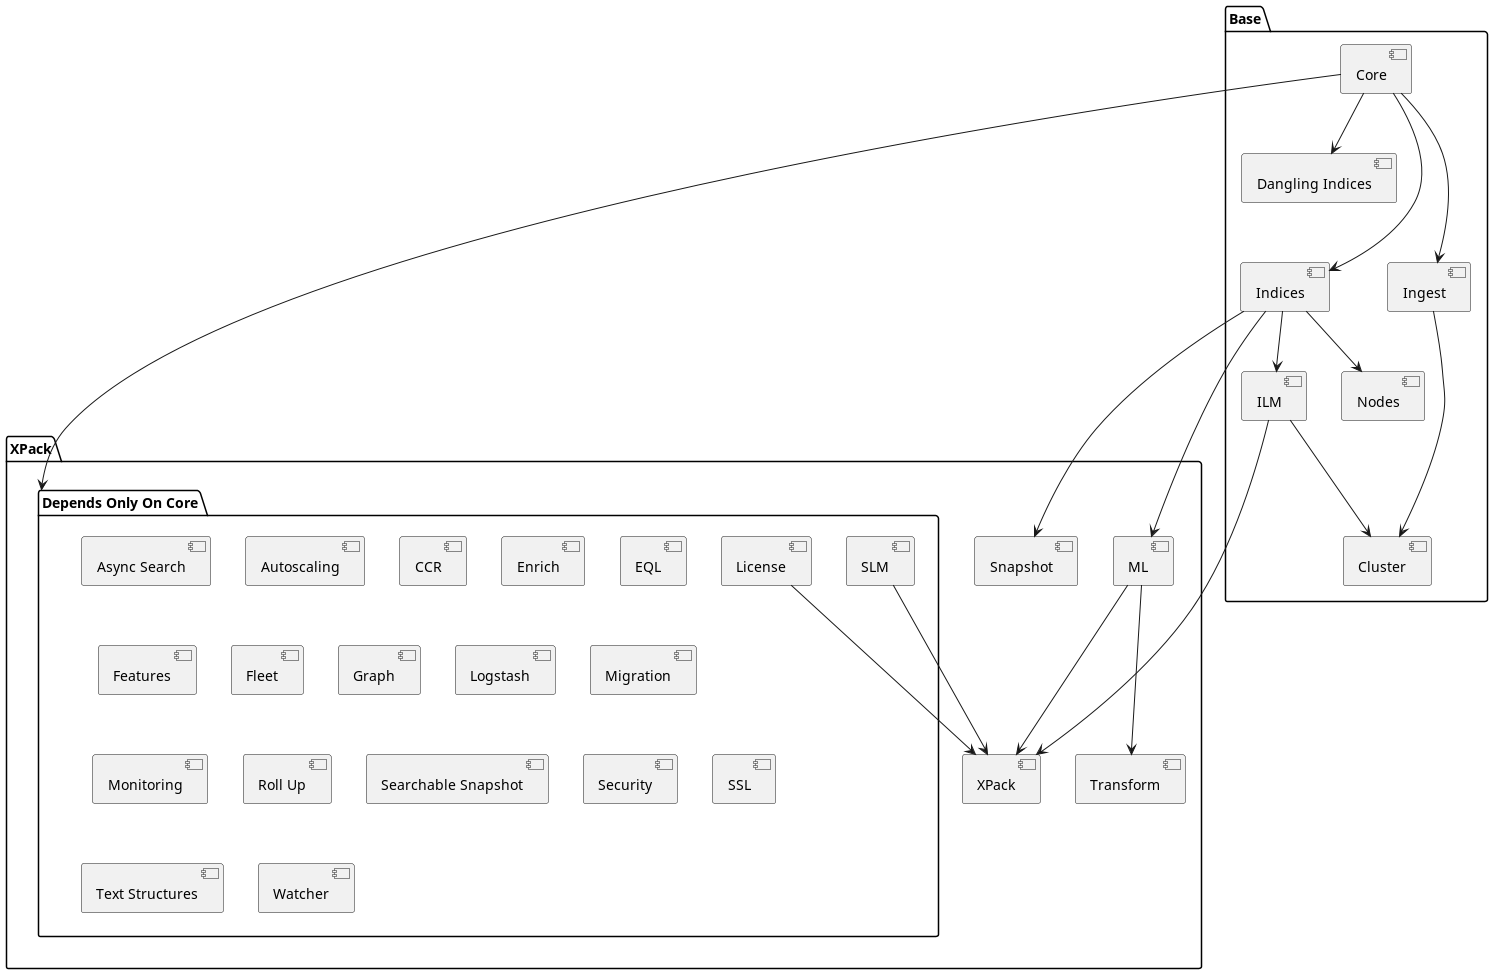 Base
Core
Dangling Indices
Indices
Ingest
ILM
Nodes
XPack
Depends Only On Core
Async Search
Autoscaling
CCR
Enrich
EQL
License
SLM
Snapshot
ML
Cluster
Features
Fleet
Graph
Logstash
Migration
Monitoring
Roll Up
Searchable Snapshot
Security
SSL
XPack
Transform
Text Structures
Watcher